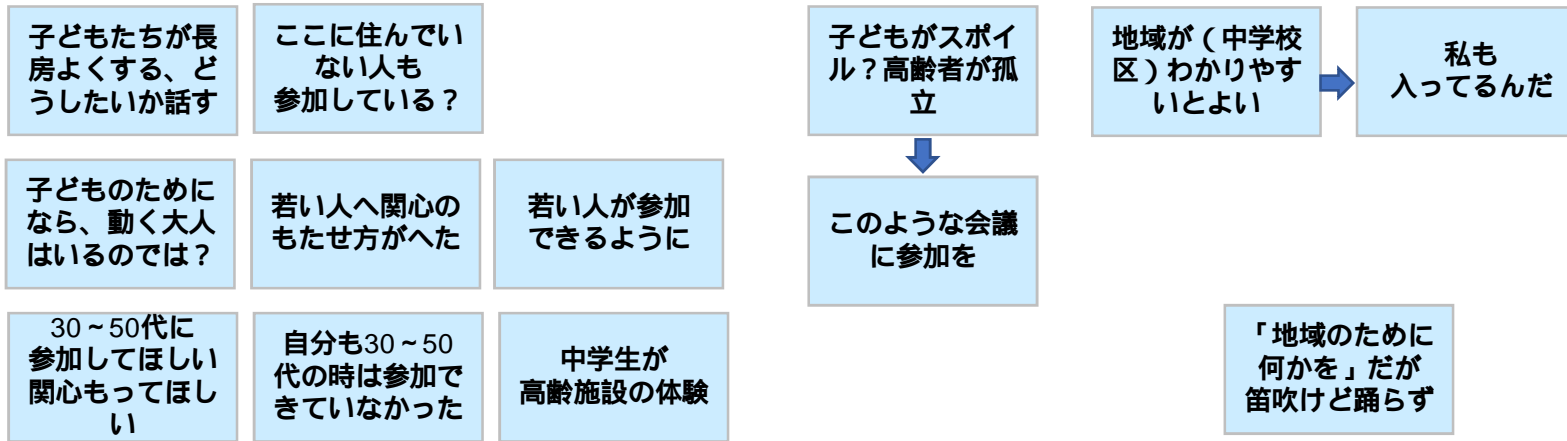 子どもたちが長
房よくする、ど
うしたいか話す
ここに住んでい
ない人も
参加している？
子どもがスポイ
ル？高齢者が孤
立
地域が（中学校
区）わかりやす
いとよい
私も
入ってるんだ
子どものために
なら、動く大人
はいるのでは？
若い人へ関心の
もたせ方がへた
若い人が参加
できるように
このような会議
に参加を
30～50代に
参加してほしい
関心もってほし
い
自分も30～50
代の時は参加で
きていなかった
中学生が
高齢施設の体験
「地域のために
何かを」だが
笛吹けど踊らず